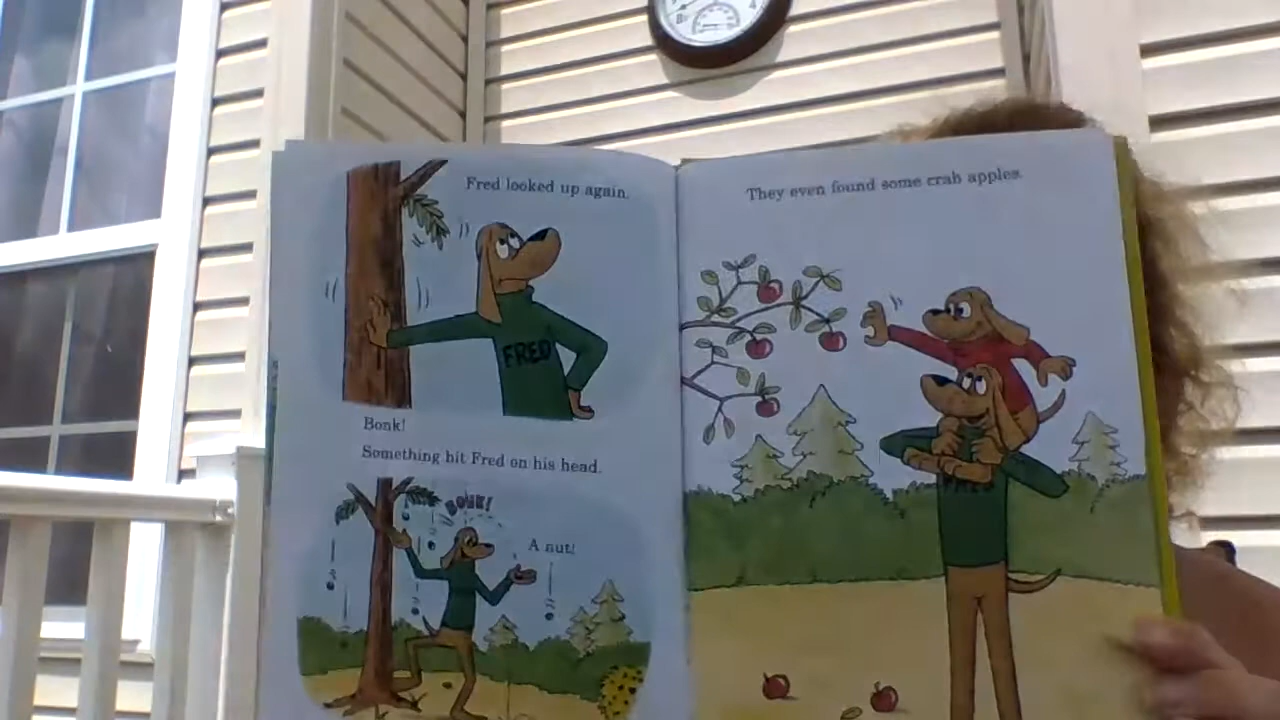 Fred looked up again.
FRED
Bonk!
Something hit Fred on his head.
BONK!
A nut!
They even found some crab apples.
FRED